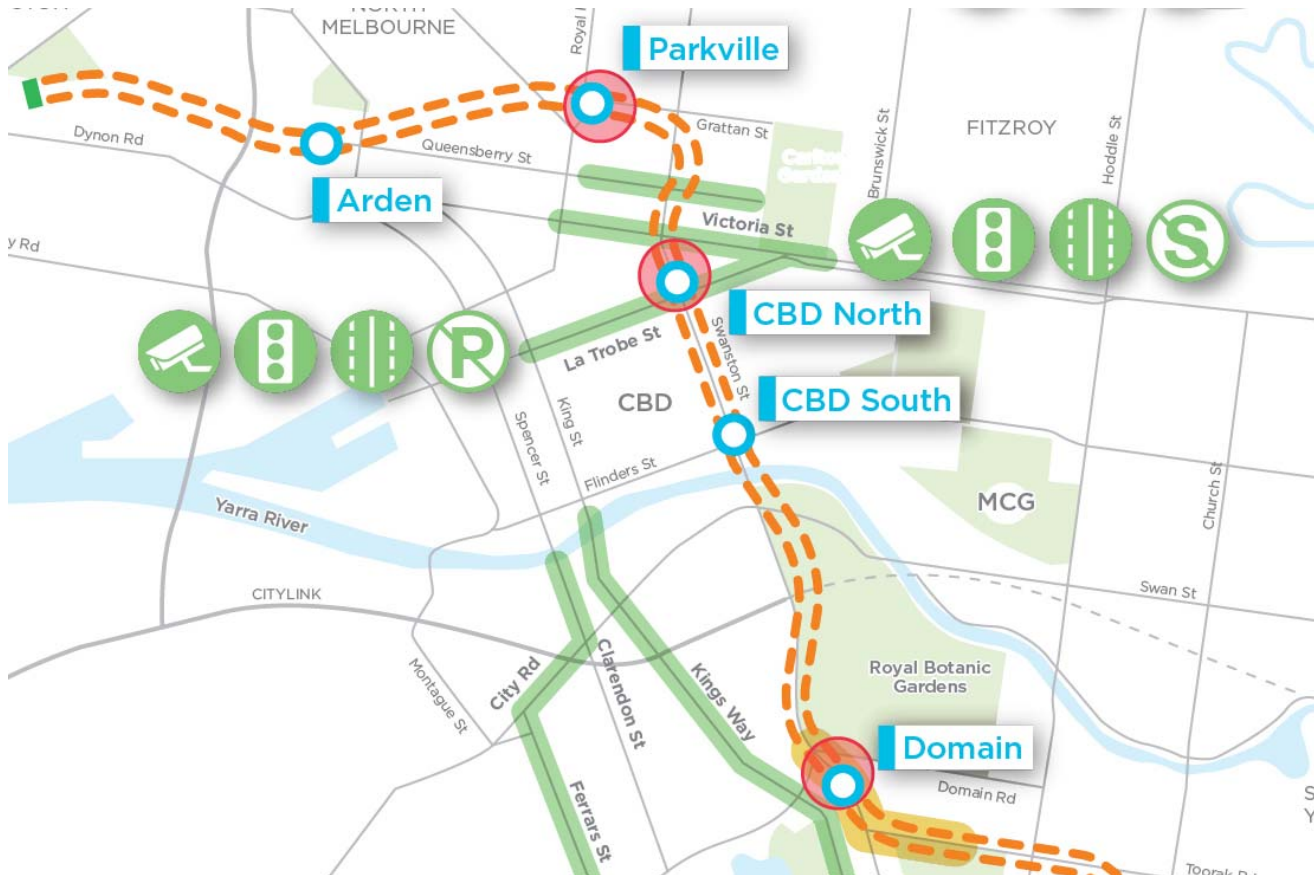 NORTH
MELBOURNE
Parkville
Grattan St
FITZROY
Brunswick St
Hoddle St
Dynon Rd
Queensberry St
Arden
Victoria St
S
CBD North
P
La Trobe St
Swanston St
CBD
CBD South
King St
Spencer St
Flinders St
MCG
Church St
Yarra River
Swan St
CITYLINK
Royal Botanic
Gardens
Montague St
City Rd
Clarendon St
Kings Way
Domain
Domain Rd
Ferrars St